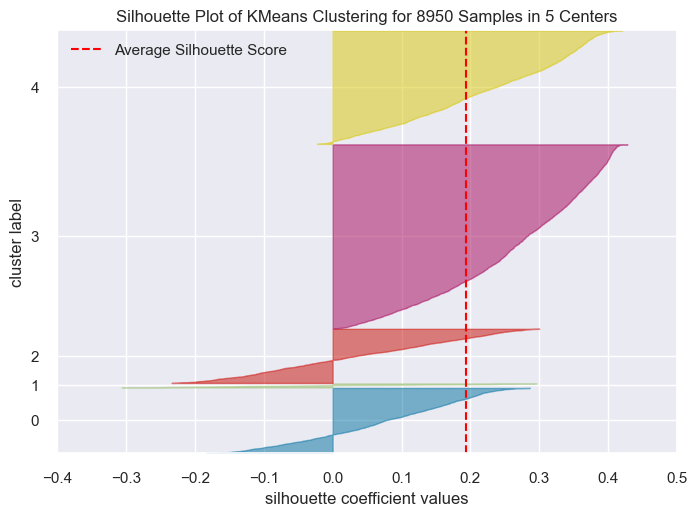 Silhouette Plot of KMeans Clustering for 8950 Samples in 5 Centers
Average Silhouette Score
4
3
2
1
0
cluster label
−0.4 −0.3 −0.2 −0.1 0.0 0.1 0.2 0.3 0.4 0.5
silhouette coefficient values